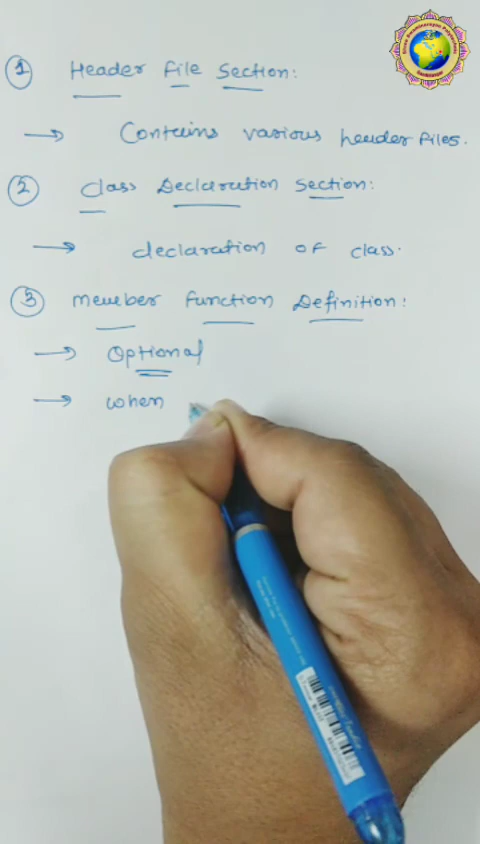 ① Header File Section:
→ Contains various header files.
② Class Declaration Section:
→ declaration of class.
③ Member Function Definition:
→ Optional
→ when